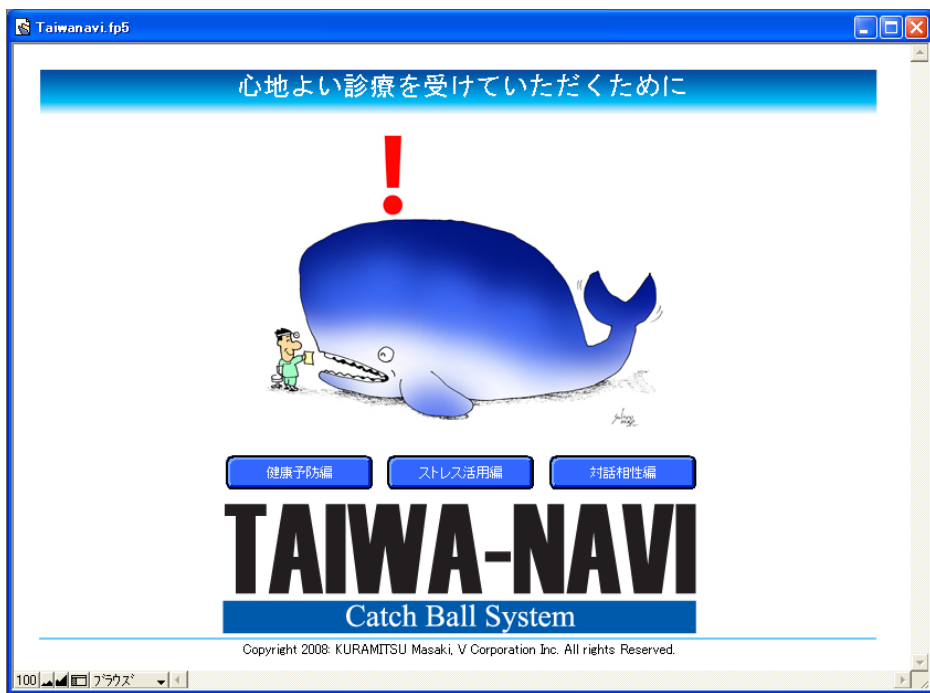 Taiwanavi.fp5
心地よい診療を受けていただくために
!
健康予防編
ストレス活用編
対話相性編
TAIWA-NAVI
Catch Ball System
Copyright 2008: KURAMITSU Masaki, V Corporation Inc. All rights Reserved.
100
ブラウズ